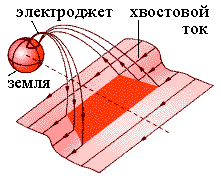 электроджет хвостовой
ток
земля